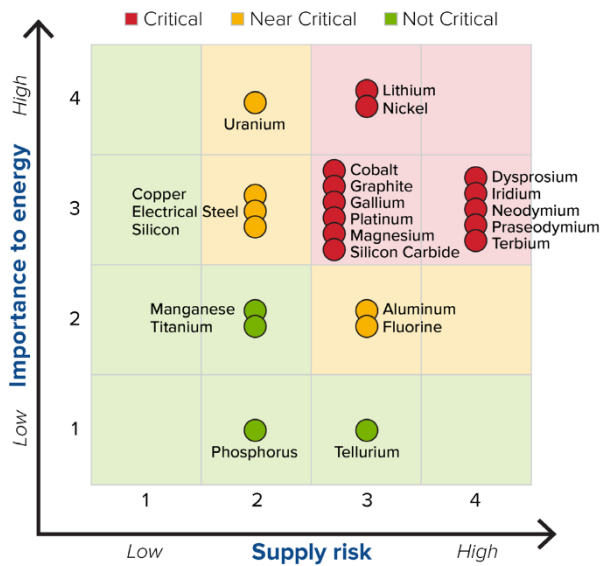 Critical
Near Critical
Not Critical
Importance to energy
High
Low
4
Lithium
Nickel
Uranium
3
Copper
Electrical Steel
Silicon
Cobalt
Graphite
Gallium
Platinum
Magnesium
Silicon Carbide
Dysprosium
Iridium
Neodymium
Praseodymium
Terbium
2
Manganese
Titanium
Aluminum
Fluorine
1
Phosphorus
Tellurium
1 2 3 4
Low
Supply risk
High